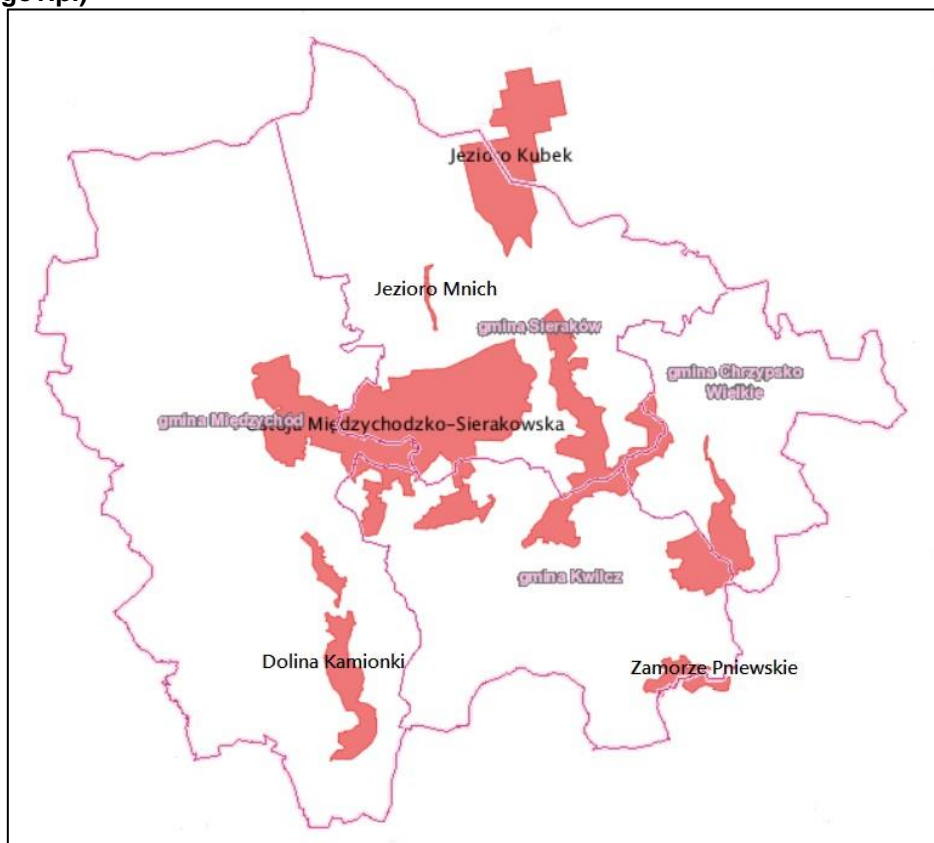 Jezioro Kubek
Jezioro Mnich
gmina Sieraków
gmina Chrzypsko
Wielkie
gmina Międzychód
Międzychodzko-Sierakowska
gmina Kwilcz
Dolina Kamionki
Zamorze Pniewskie